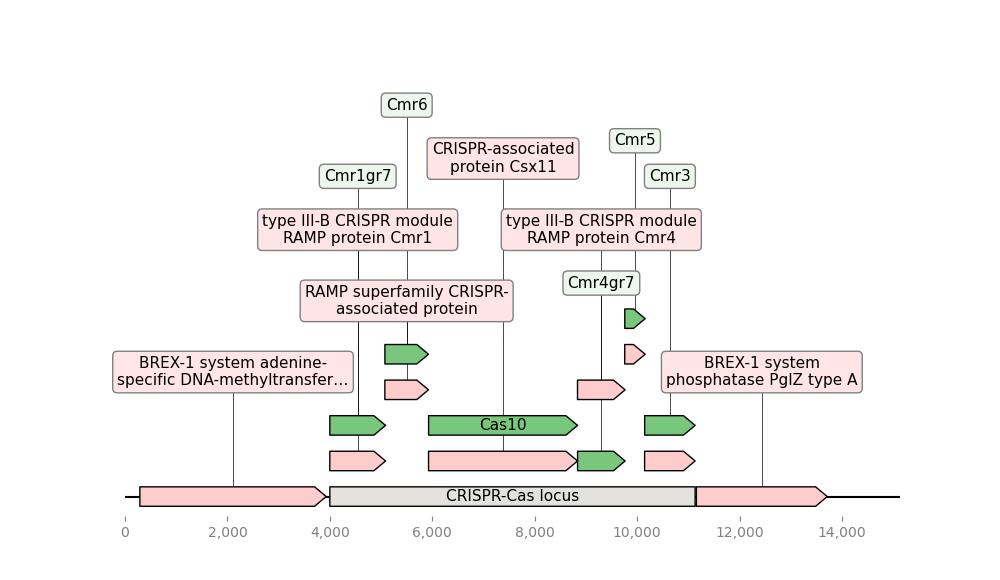 Cmr6
Cmr5
CRISPR-associated
protein Csx11
Cmr1gr7
Cmr3
type III-B CRISPR module
RAMP protein Cmr1
type III-B CRISPR module
RAMP protein Cmr4
Cmr4gr7
RAMP superfamily CRISPR-
associated protein
BREX-1 system adenine-
specific DNA-methyltransfer…
BREX-1 system
phosphatase PglZ type A
Cas10
CRISPR-Cas locus
0 2,000 4,000 6,000 8,000 10,000 12,000 14,000